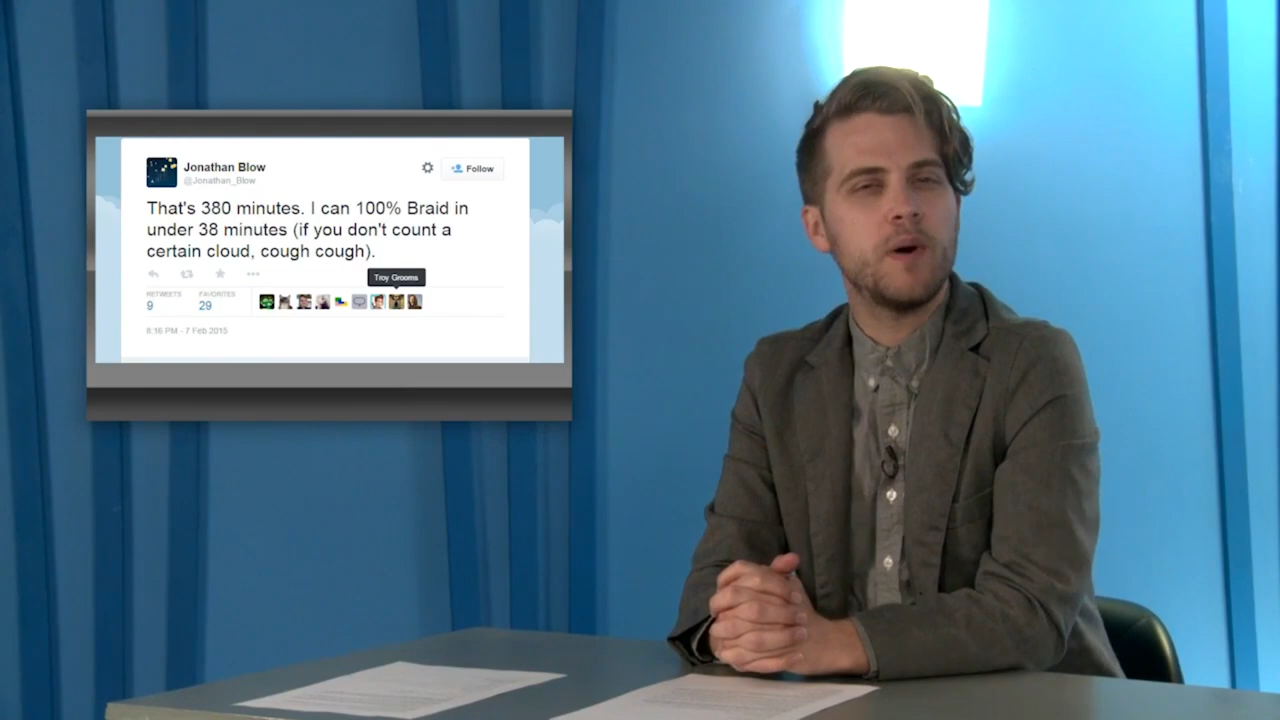 Jonathan Blow
@Jonathan_Blow
Follow
That's 380 minutes. I can 100% Braid in
under 38 minutes (if you don't count a
certain cloud, cough cough).
Troy Grooms
RETWEETS FAVORITES
9 29
8:16 PM - 7 Feb 2015